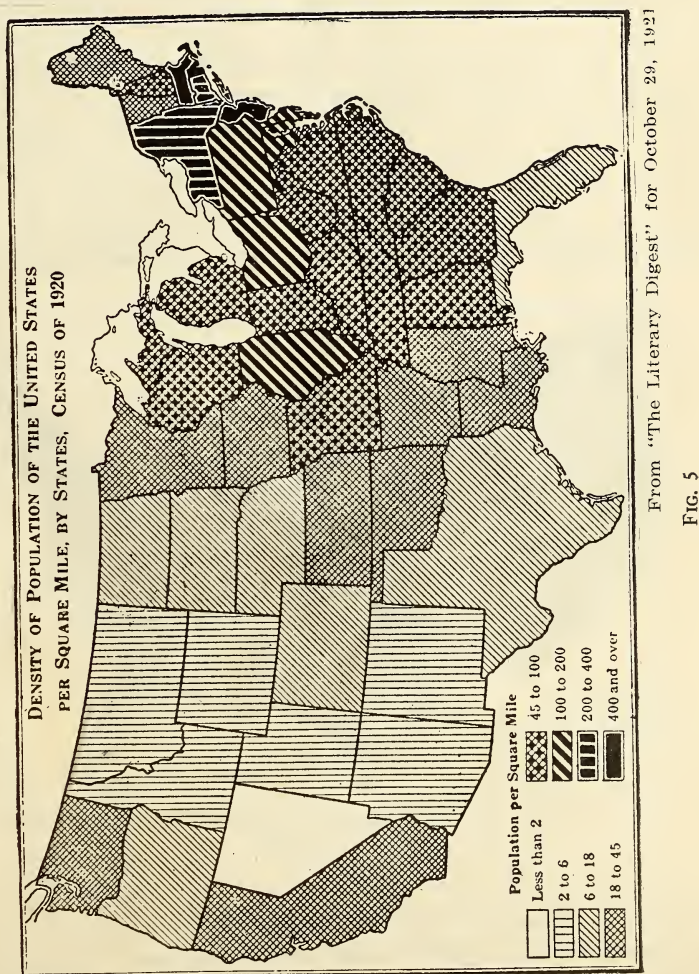 DENSITY OF POPULATION OF THE UNITED STATES
PER SQUARE MILE, BY STATES, CENSUS OF 1920
Population per Square Mile
Less than 2
2 to 6
6 to 18
18 to 45
45 to 100
100 to 200
200 to 400
400 and over
From "The Literary Digest" for October 29, 1921
FIG. 5